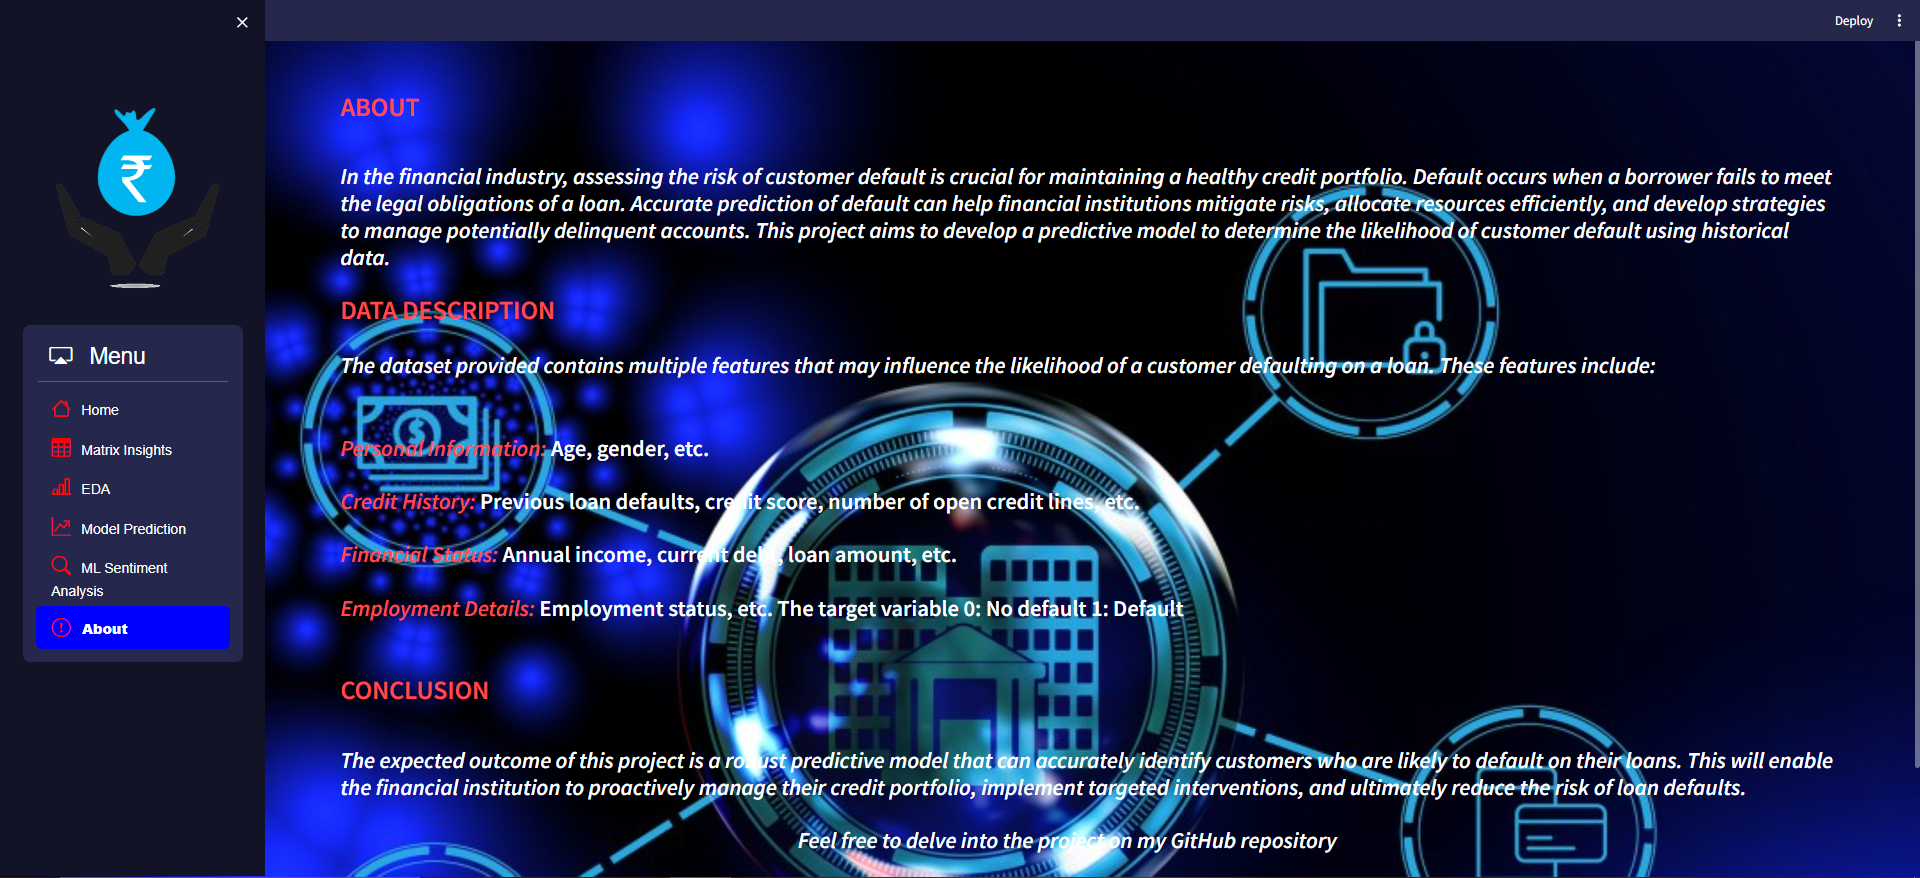 Deploy
₹
Menu
Home
Matrix Insights
EDA
Model Prediction
ML Sentiment
Analysis
About
ABOUT
In the financial industry, assessing the risk of customer default is crucial for maintaining a healthy credit portfolio. Default occurs when a borrower fails to meet
the legal obligations of a loan. Accurate prediction of default can help financial institutions mitigate risks, allocate resources efficiently, and develop strategies
to manage potentially delinquent accounts. This project aims to develop a predictive model to determine the likelihood of customer default using historical
data.
DATA DESCRIPTION
The dataset provided contains multiple features that may influence the likelihood of a customer defaulting on a loan. These features include:
Personal Information: Age, gender, etc.
Credit History: Previous loan defaults, credit score, number of open credit lines, etc.
Financial Status: Annual income, current debt, loan amount, etc.
Employment Details: Employment status, etc. The target variable 0: No default 1: Default
CONCLUSION
The expected outcome of this project is a robust predictive model that can accurately identify customers who are likely to default on their loans. This will enable
the financial institution to proactively manage their credit portfolio, implement targeted interventions, and ultimately reduce the risk of loan defaults.
Feel free to delve into the project on my GitHub repository